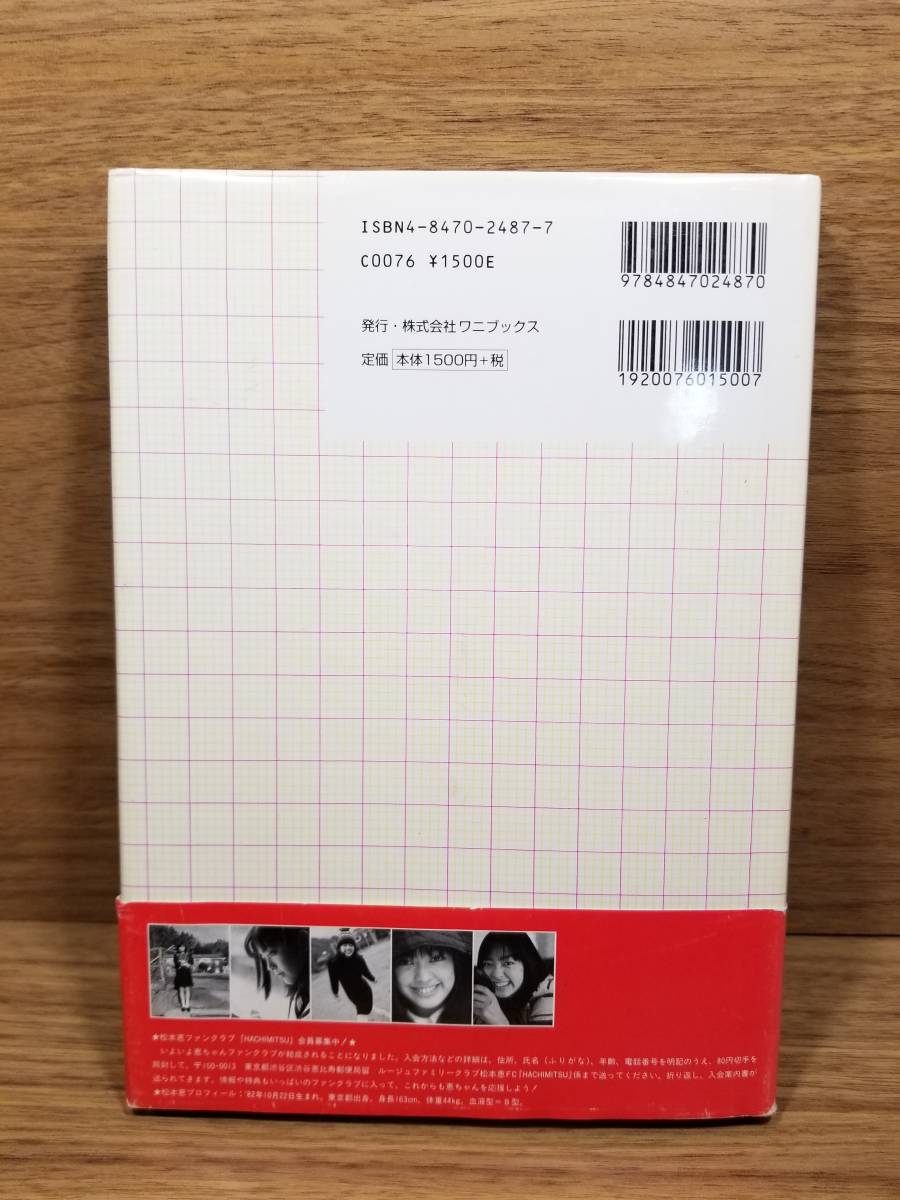 ISBN4-8470-2487-7
C0076 ¥1500E
9784847024870
発行・株式会社ワニブックス
定価 本体1500円+税
1920076015007
★松本恵ファンクラブ「HACHIMITSU」会員募集中!★
いよいよ恵ちゃんファンクラブが結成されることになりました。入会方法などの詳細は、住所、氏名(ふりがな)、年齢、電話番号を明記のうえ、80円切手を
同封して、〒150-0013 東京都渋谷区渋谷恵比寿郵便局留 ルージュファミリークラブ松本恵FC「HACHIMITSU」係まで送ってください。折り返し、入会案内書が
送られてきます。情報や特典もいっぱいのファンクラブに入って、これからも恵ちゃんを応援しよう!
★松本恵プロフィール:'82年10月22日生まれ。東京都出身。身長163cm、体重44kg。血液型=B型。